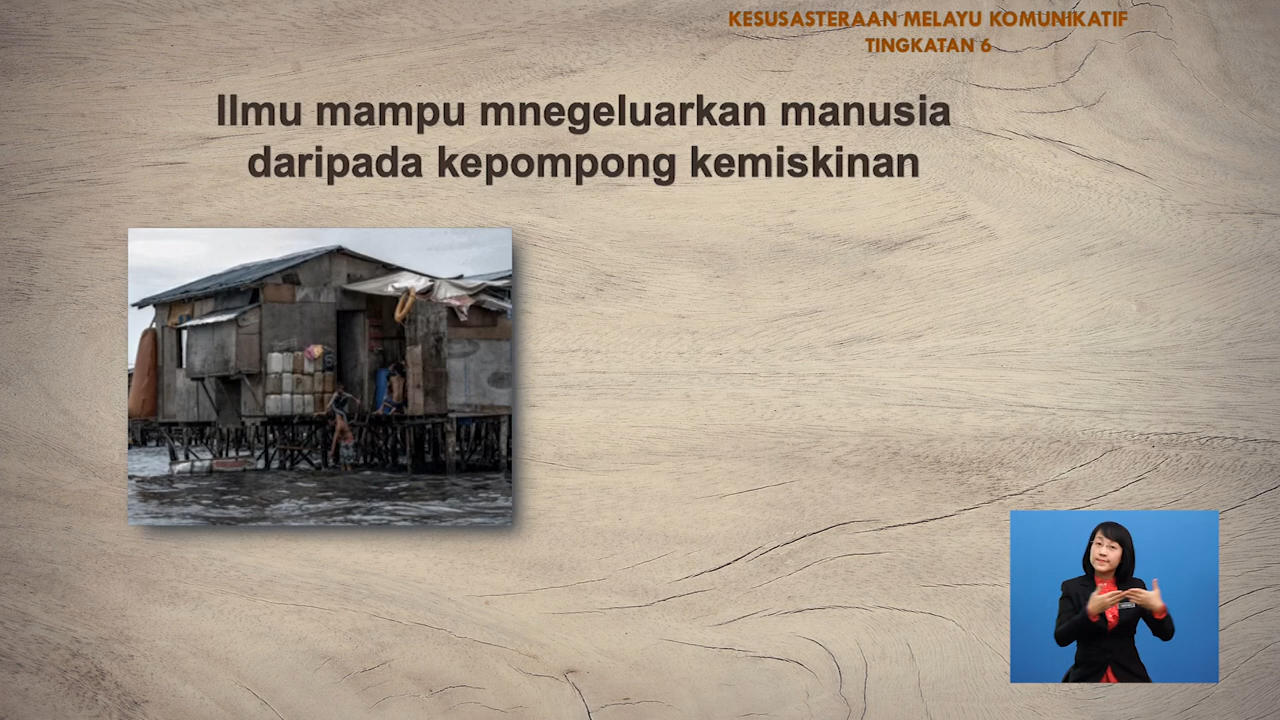 KESUSASTERAAN MELAYU KOMUNIKATIF
TINGKATAN 6
Ilmu mampu mnegeluarkan manusia
daripada kepompong kemiskinan